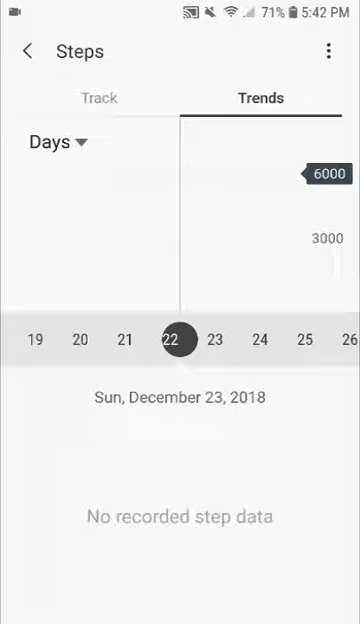 71% 5:42 PM
Steps
Track Trends
Days
6000
3000
19 20 21 22 23 24 25 26
Sun, December 23, 2018
No recorded step data